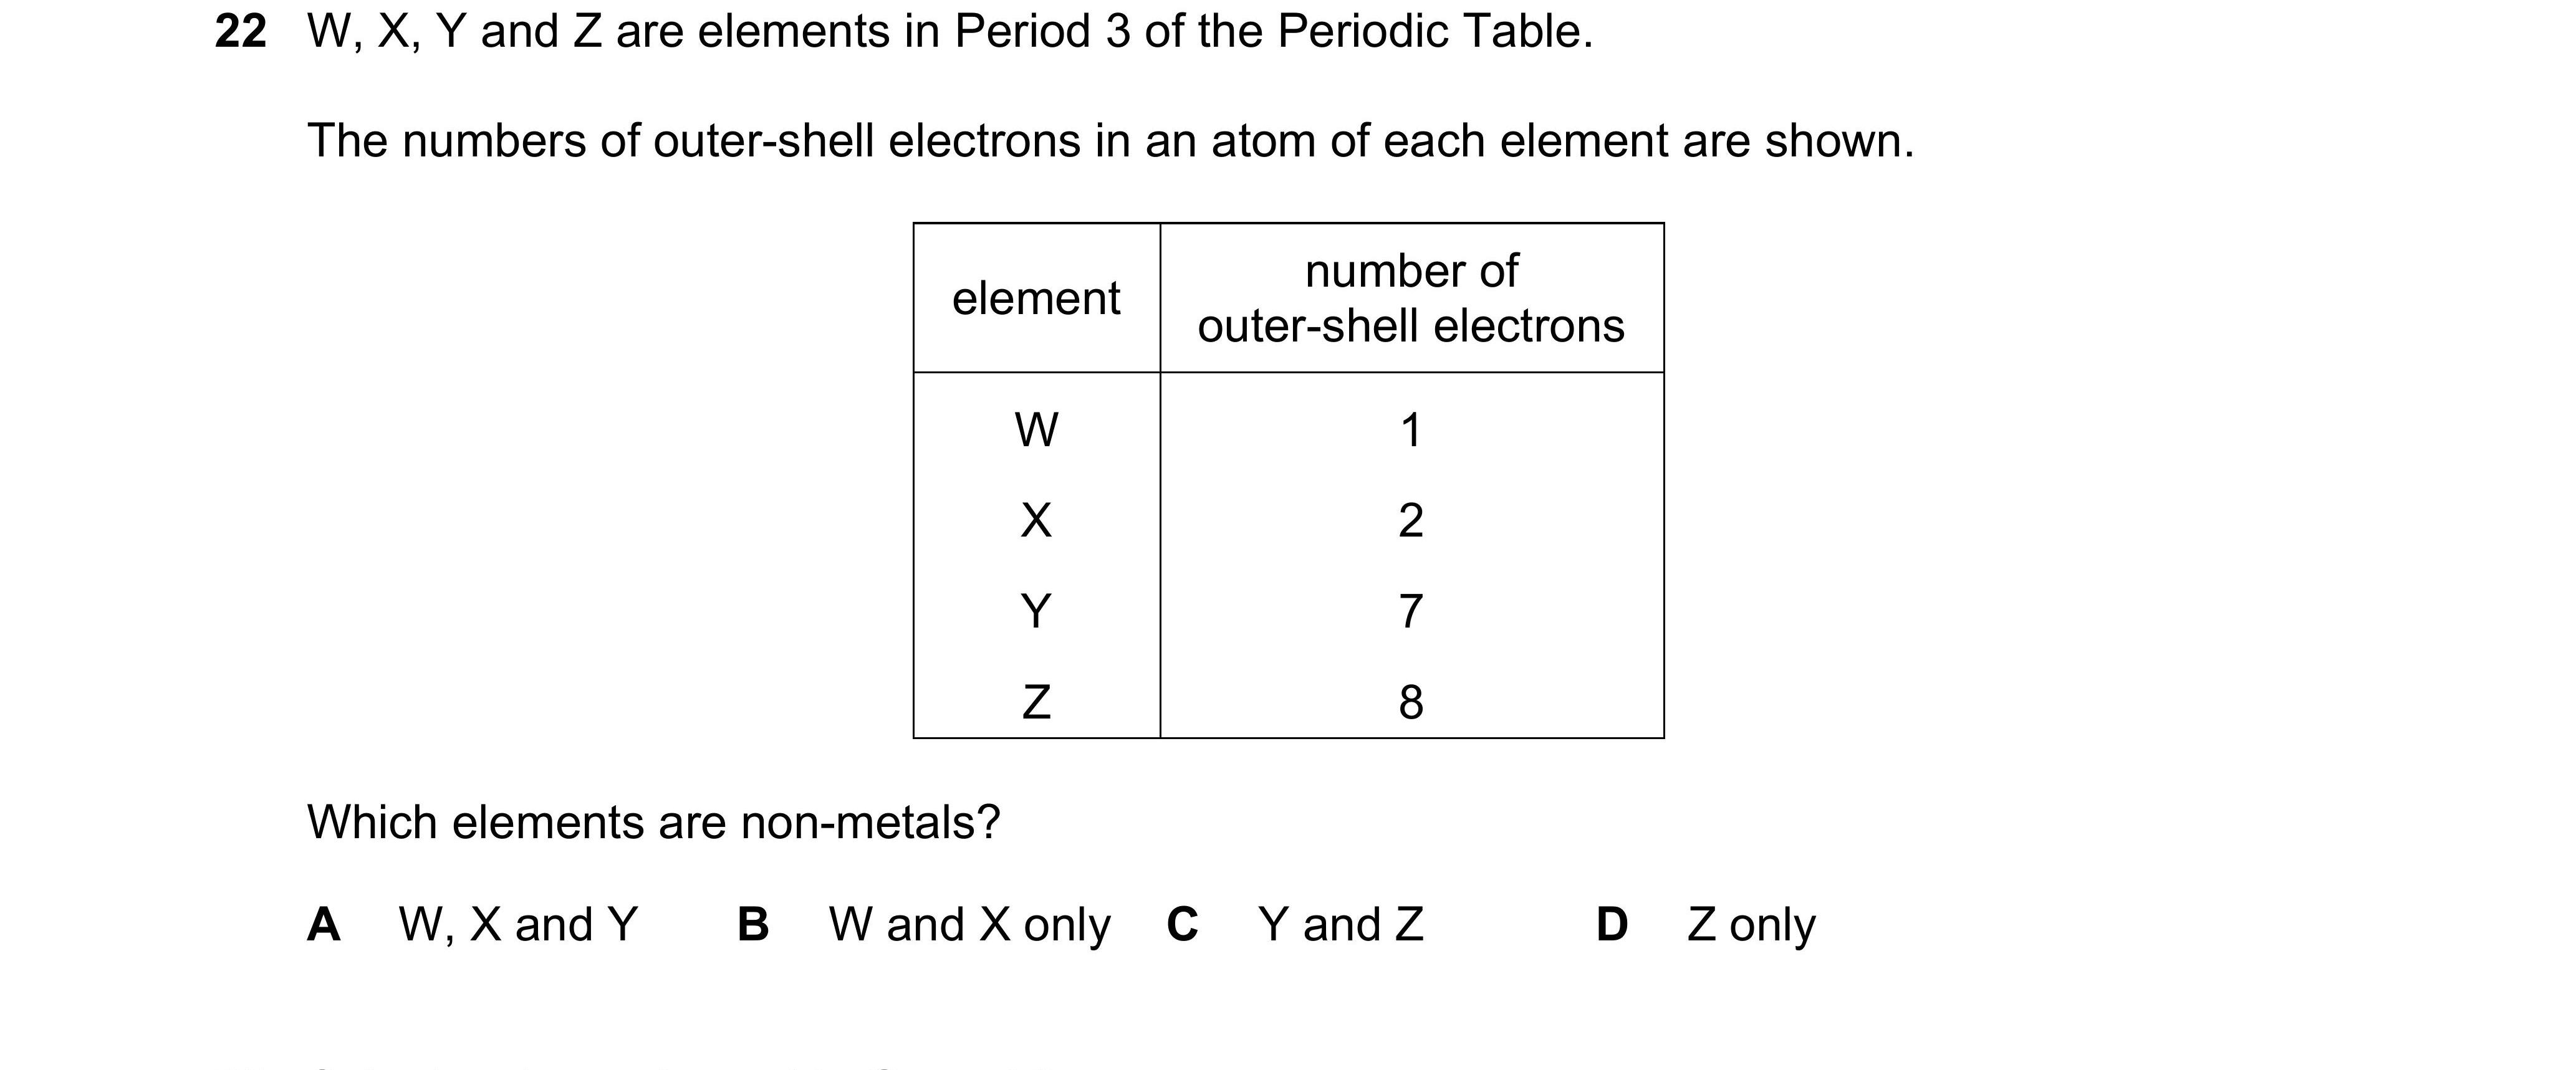 22 W, X, Y and Z are elements in Period 3 of the Periodic Table.
The numbers of outer-shell electrons in an atom of each element are shown.
element
number of
outer-shell electrons
W 1
X 2
Y 7
Z 8
Which elements are non-metals?
A W, X and Y B W and X only C Y and Z D Z only